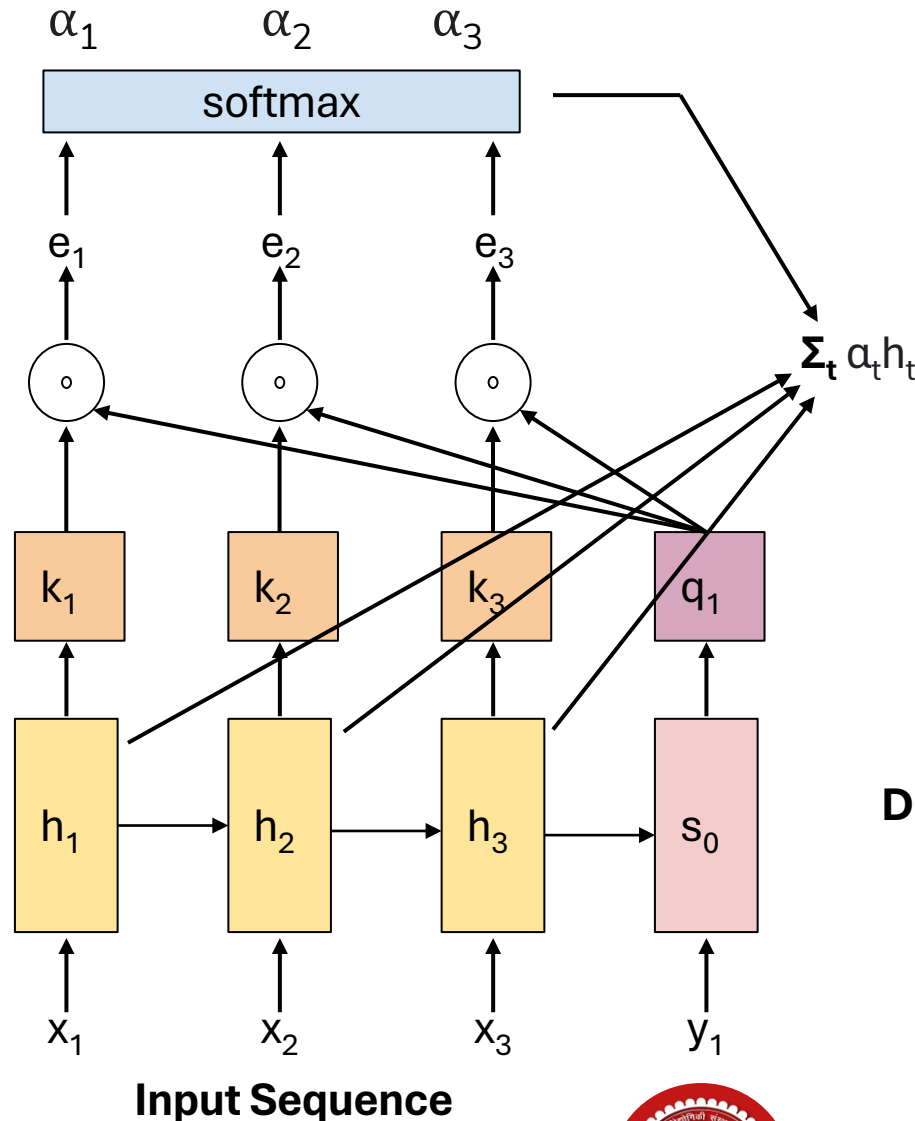 α₁ α₂ α₃
softmax
e₁ e₂ e₃
Σₜ αₜhₜ
k₁ k₂ k₃ q₁
h₁ h₂ h₃ s₀
D
x₁ x₂ x₃ y₁
Input Sequence